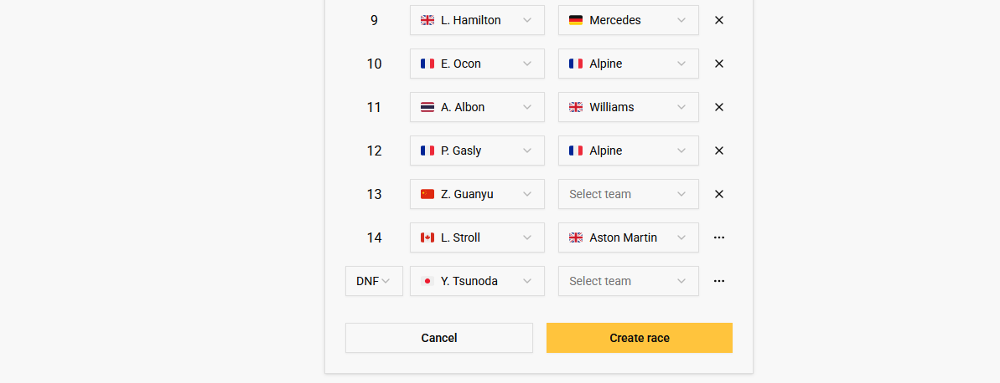 9 L. Hamilton Mercedes
10 E. Ocon Alpine
11 A. Albon Williams
12 P. Gasly Alpine
13 Z. Guanyu Select team
14 L. Stroll Aston Martin
DNF Y. Tsunoda Select team
Cancel Create race